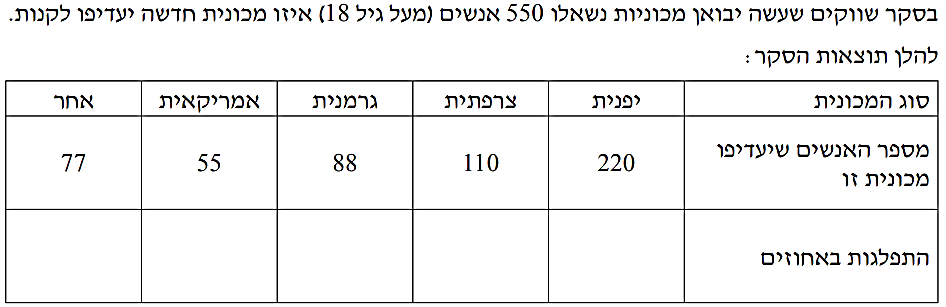 בסקר שווקים שעשה יבואן מכוניות נשאלו 550 אנשים (מעל גיל 18) איזו מכונית חדשה יעדיפו לקנות.
להלן תוצאות הסקר:
סוג המכונית יפנית צרפתית גרמנית אמריקאית אחר
מספר האנשים שיעדיפו
מכונית זו 220 110 88 55 77
התפלגות באחוזים